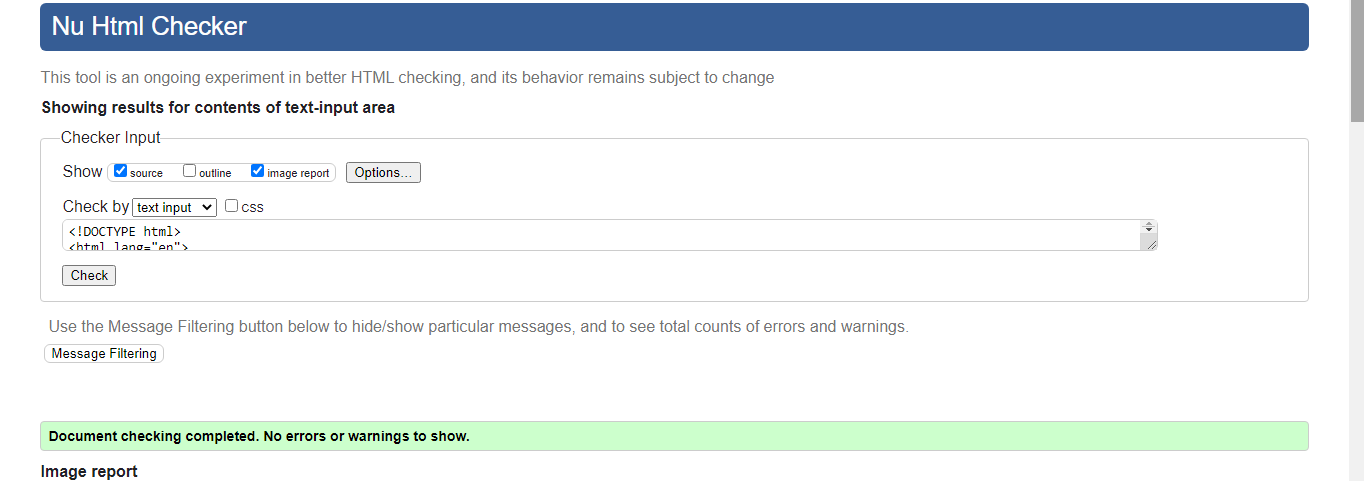 Nu Html Checker
This tool is an ongoing experiment in better HTML checking, and its behavior remains subject to change
Showing results for contents of text-input area
Checker Input
Show source outline image report Options...
Check by text input css
<!DOCTYPE html>
<html lang="en">
Check
Use the Message Filtering button below to hide/show particular messages, and to see total counts of errors and warnings.
Message Filtering
Document checking completed. No errors or warnings to show.
Image report